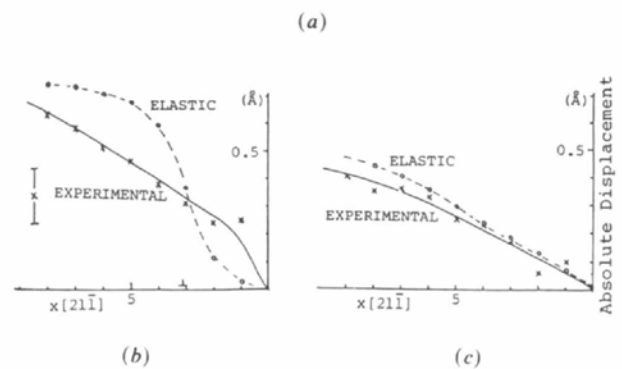 (a)
ELASTIC
(Å)
0.5
EXPERIMENTAL
x[21̄1̄]
5
(b)
ELASTIC
(Å)
0.5
EXPERIMENTAL
x[21̄1̄]
5
(c)
Absolute Displacement